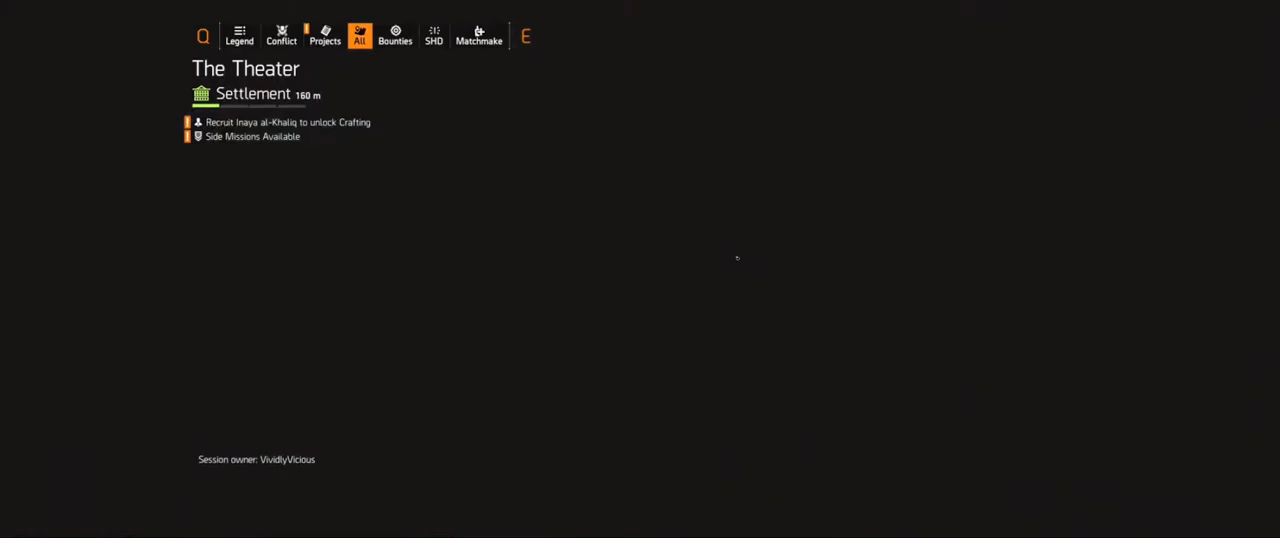 Q Legend Conflict Projects All Bounties SHD Matchmake E
The Theater
Settlement 160 m
Recruit Inaya al-Khaliq to unlock Crafting
Side Missions Available
Session owner: VividlyVicious